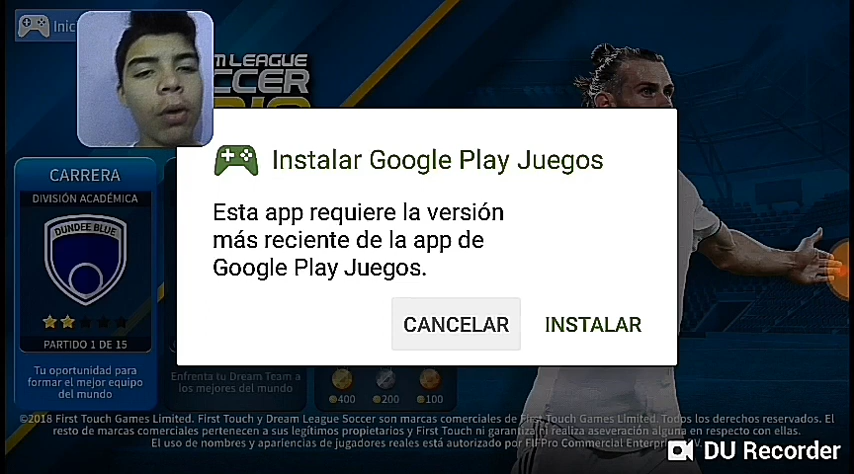 Inic
M LEAGUE
CCER
Instalar Google Play Juegos
Esta app requiere la versión
más reciente de la app de
Google Play Juegos.
CANCELAR
INSTALAR
CARRERA
DIVISIÓN ACADÉMICA
DUNDEE BLUE
PARTIDO 1 DE 15
Tu oportunidad para
formar el mejor equipo
del mundo
Enfrenta tu Dream Team a
los mejores del mundo
400 200 100
©2018 First Touch Games Limited. First Touch y Dream League Soccer son marcas comerciales de First Touch Games Limited. Todos los derechos reservados. El
resto de marcas comerciales pertenecen a sus legítimos propietarios y First Touch ni garantiza ni realiza aseveración alguna en respecto con ellas.
El uso de nombres y apariencias de jugadores reales está autorizado por FIFPro Commercial Enterprises BV.
DU Recorder